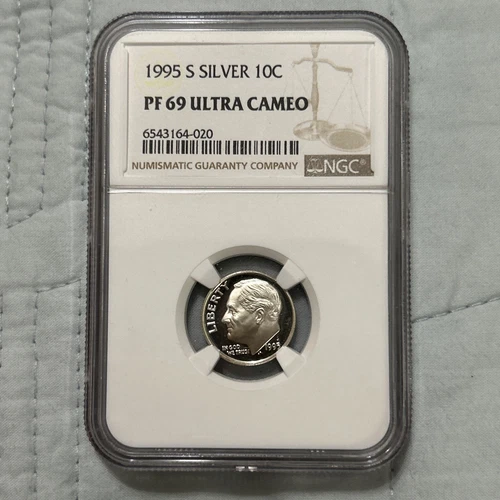 1995 S SILVER 10C
PF 69 ULTRA CAMEO
6543164-020
NUMISMATIC GUARANTY COMPANY
NGC
LIBERTY
IN GOD
WE TRUST
1995